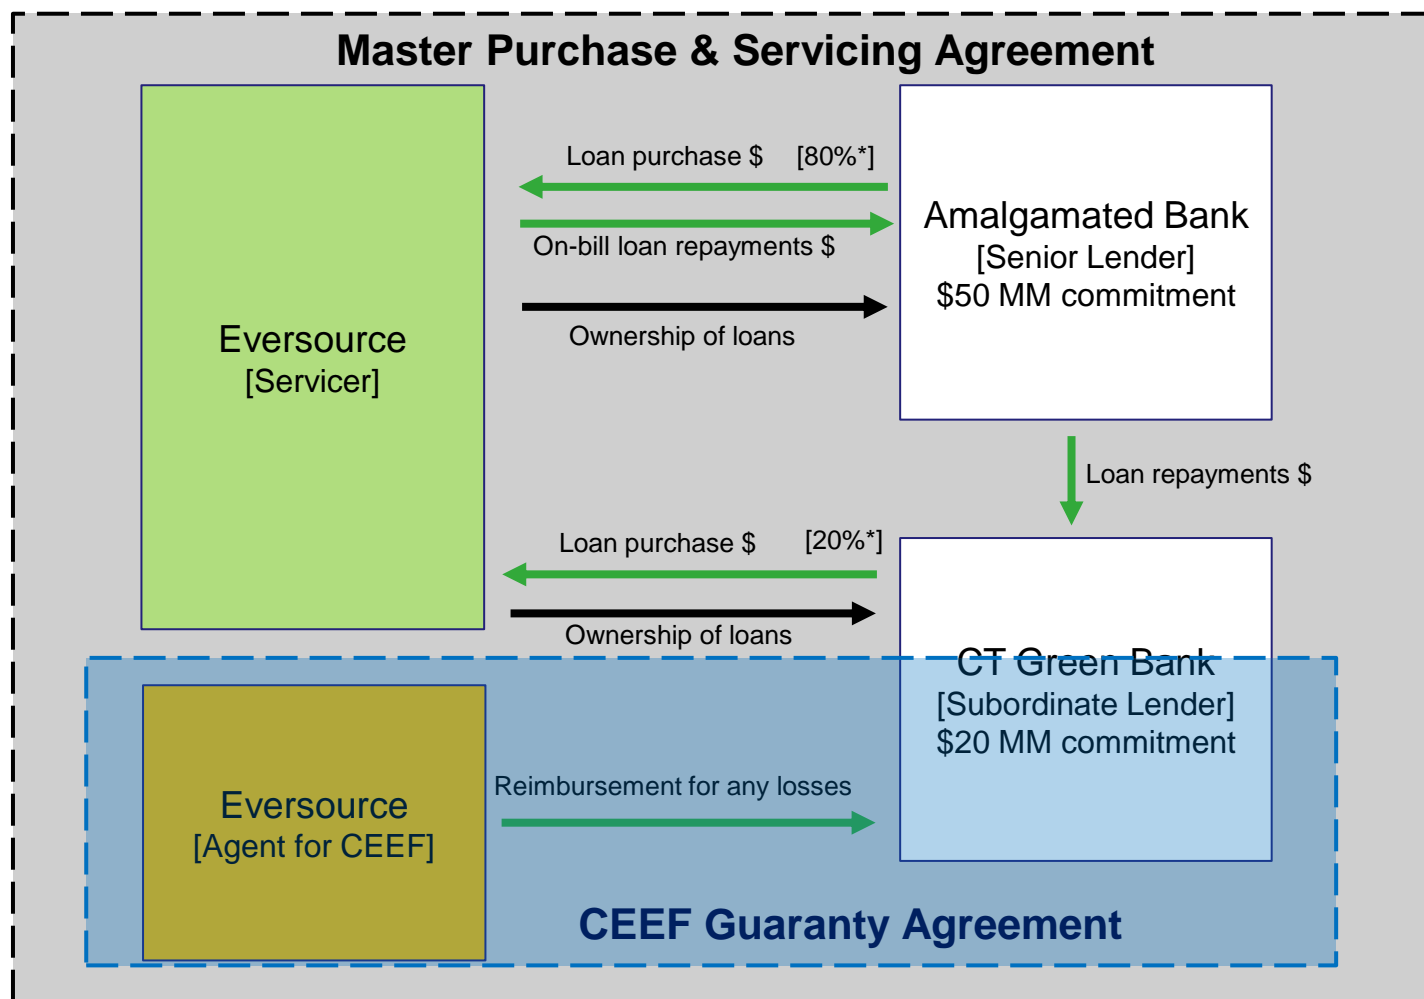 Master Purchase & Servicing Agreement
Loan purchase $ [80%*]
On-bill loan repayments $
Ownership of loans
Amalgamated Bank
[Senior Lender]
$50 MM commitment
Eversource
[Servicer]
Loan repayments $
Loan purchase $ [20%*]
Ownership of loans
CT Green Bank
[Subordinate Lender]
$20 MM commitment
Eversource
[Agent for CEEF]
Reimbursement for any losses
CEEF Guaranty Agreement